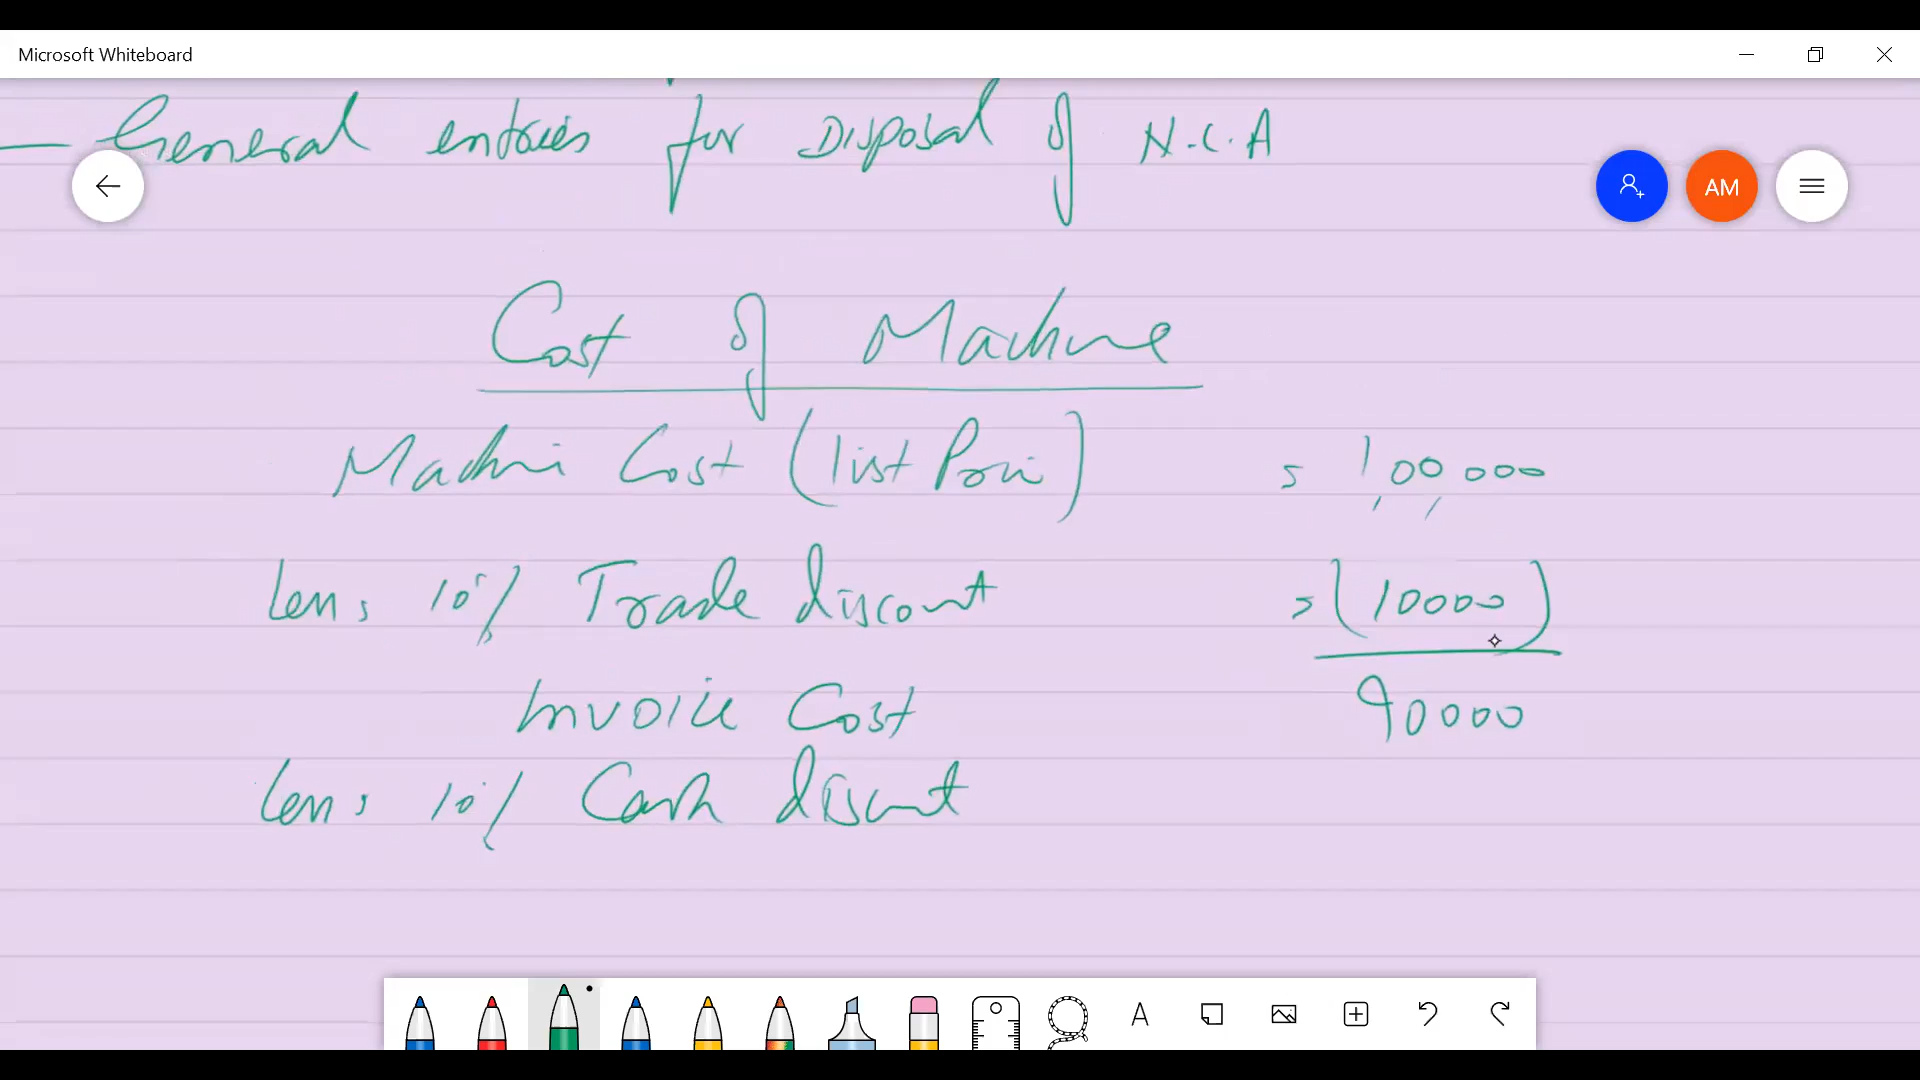 Microsoft Whiteboard
- General entries for Disposal of N.C.A
AM
Cost of Machine
Machine Cost (list Price) = 1,00,000
Less: 10% Trade discount = (10000)
Invoice Cost 90000
Less: 10% Cash discount
A